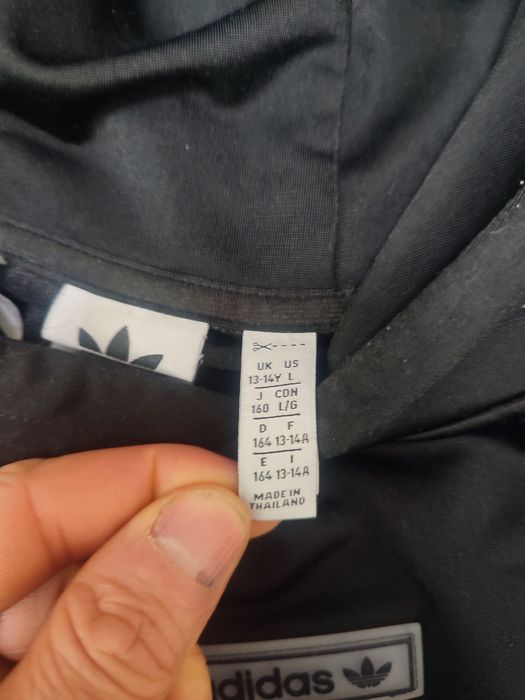 UK US
13-14Y L
J CDN
160 L/G
D F
164 13-14A
E I
164 13-14A
MADE IN
THAILAND
adidas